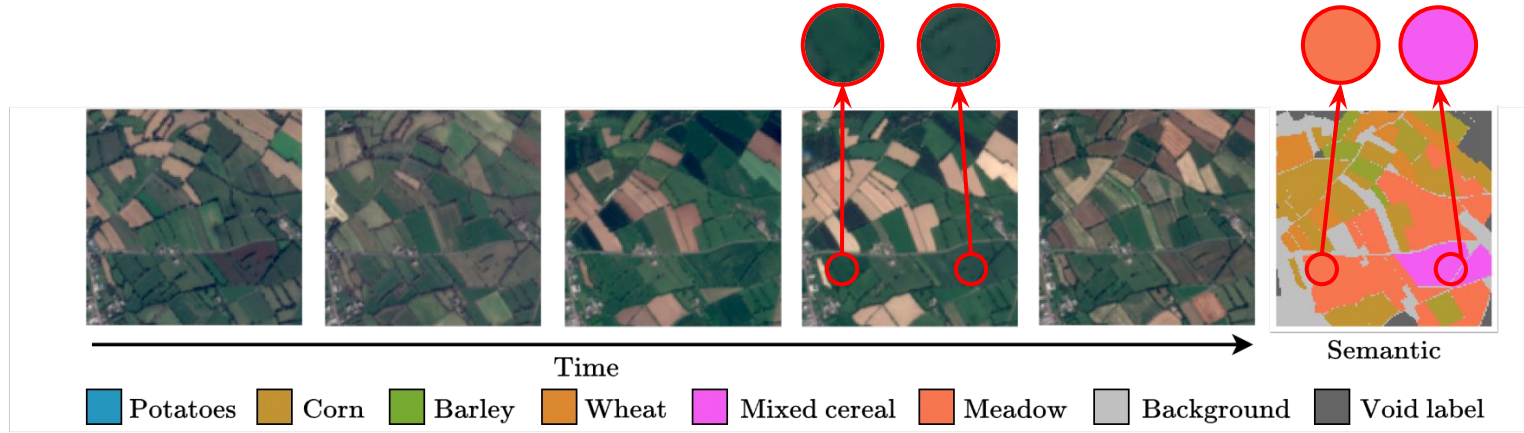 Time
Semantic
Potatoes
Corn
Barley
Wheat
Mixed cereal
Meadow
Background
Void label